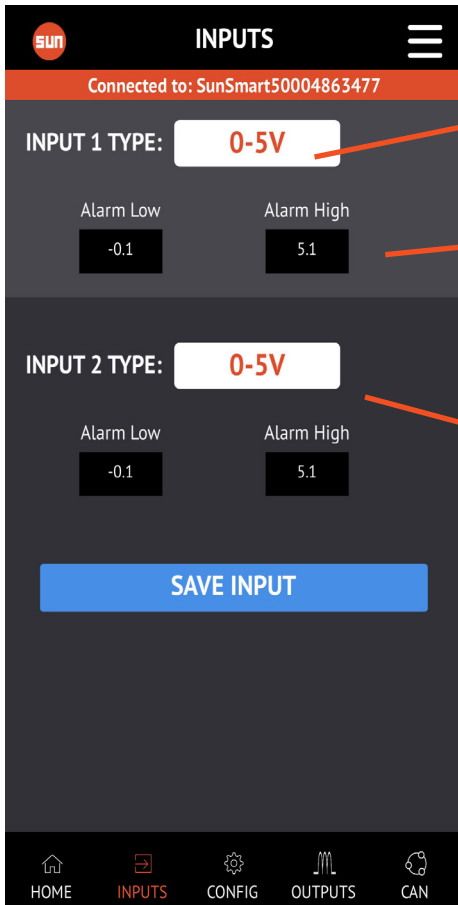 sun
INPUTS
Connected to: SunSmart50004863477
INPUT 1 TYPE: 0-5V
Alarm Low Alarm High
-0.1 5.1
INPUT 2 TYPE: 0-5V
Alarm Low Alarm High
-0.1 5.1
SAVE INPUT
HOME INPUTS CONFIG OUTPUTS CAN